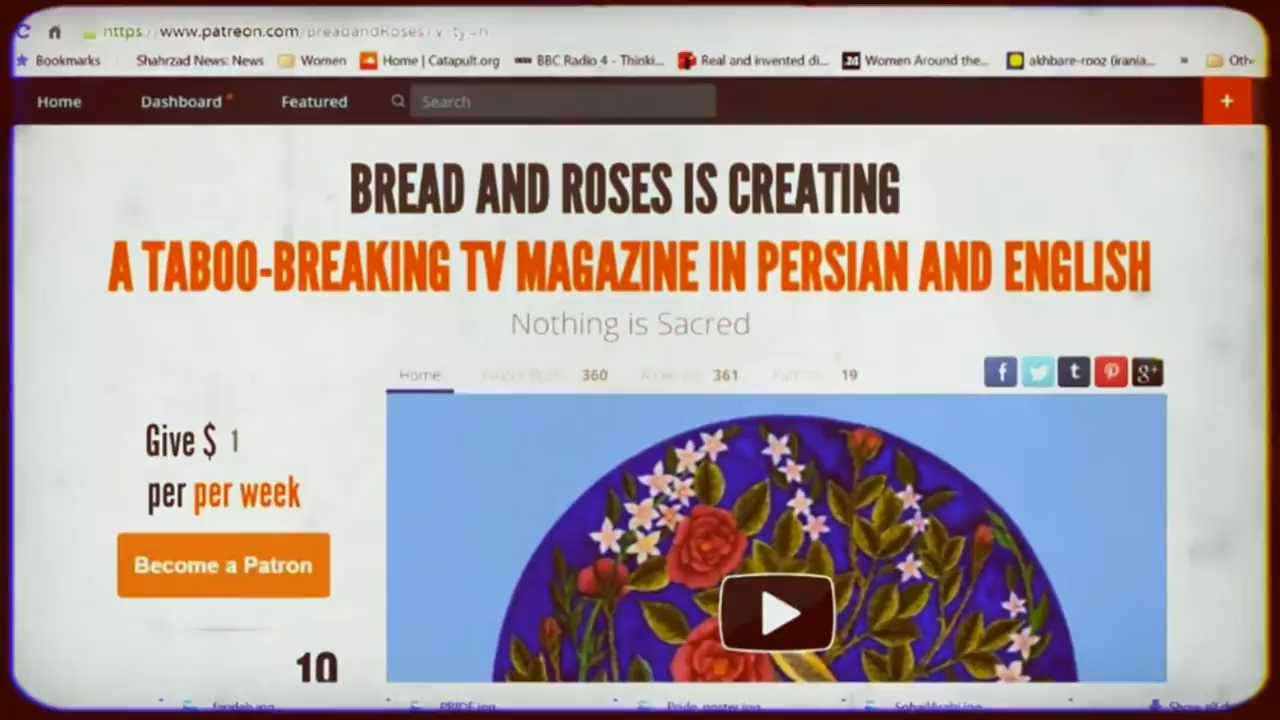 www.patreon.com
Bookmarks Shahrzad News: News Women Home | Catapult.org BBC Radio 4 - Thinki... Real and invented di... Women Around the... akhbare-rooz (irania... »
Home Dashboard Featured Search +
BREAD AND ROSES IS CREATING
A TABOO-BREAKING TV MAGAZINE IN PERSIAN AND ENGLISH
Nothing is Sacred
Home 360 361 19
f t g+
Give $ 1
per per week
Become a Patron
10